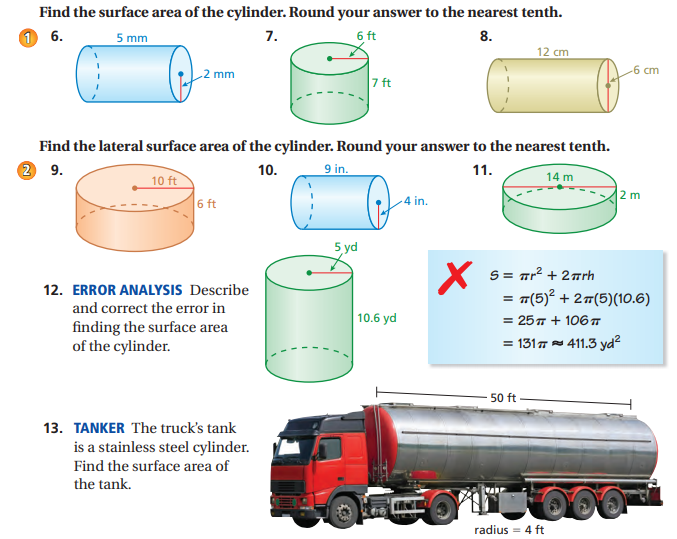 Find the surface area of the cylinder. Round your answer to the nearest tenth.
1 6. 5 mm 2 mm
7. 6 ft 7 ft
8. 12 cm 6 cm
Find the lateral surface area of the cylinder. Round your answer to the nearest tenth.
2 9. 10 ft 6 ft
10. 9 in. 4 in.
11. 14 m 2 m
12. ERROR ANALYSIS Describe
and correct the error in
finding the surface area
of the cylinder.
5 yd
10.6 yd
S = πr² + 2πrh
= π(5)² + 2π(5)(10.6)
= 25π + 106π
= 131π ≈ 411.3 yd²
13. TANKER The truck's tank
is a stainless steel cylinder.
Find the surface area of
the tank.
50 ft
radius = 4 ft